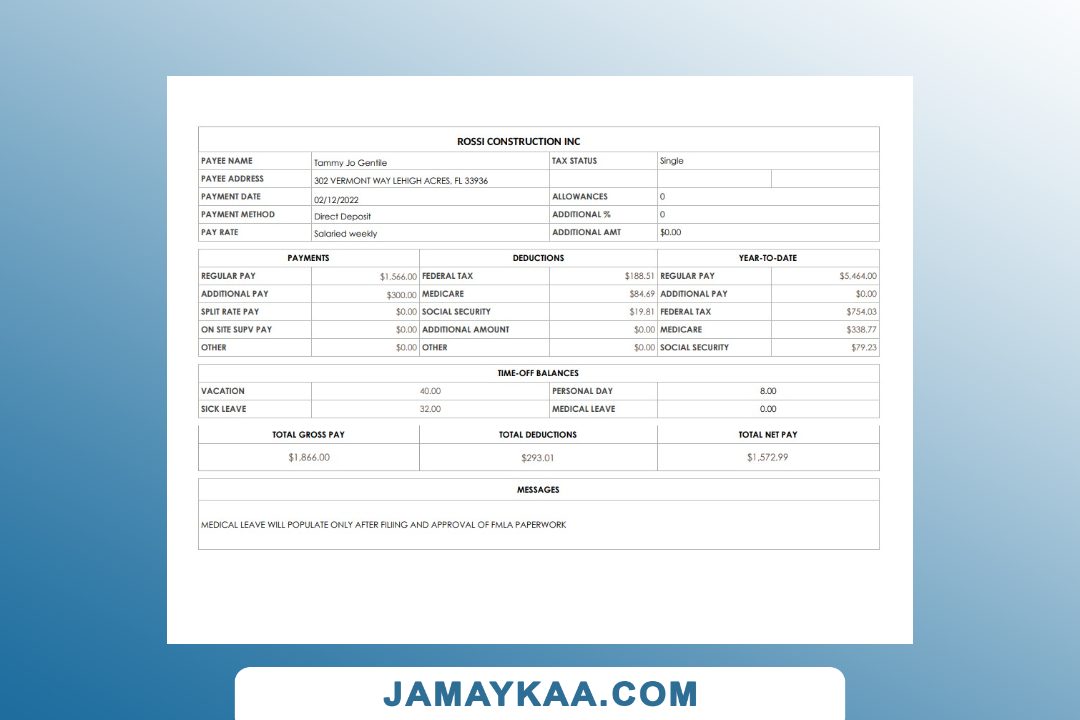 ROSSI CONSTRUCTION INC
PAYEE NAME Tammy Jo Gentile TAX STATUS Single
PAYEE ADDRESS 302 VERMONT WAY LEHIGH ACRES, FL 33936
PAYMENT DATE 02/12/2022 ALLOWANCES 0
PAYMENT METHOD Direct Deposit ADDITIONAL % 0
PAY RATE Salaried weekly ADDITIONAL AMT $0.00
PAYMENTS DEDUCTIONS YEAR-TO-DATE
REGULAR PAY $1,566.00 FEDERAL TAX $188.51 REGULAR PAY $5,464.00
ADDITIONAL PAY $300.00 MEDICARE $84.69 ADDITIONAL PAY $0.00
SPLIT RATE PAY $0.00 SOCIAL SECURITY $19.81 FEDERAL TAX $754.03
ON SITE SUPV PAY $0.00 ADDITIONAL AMOUNT $0.00 MEDICARE $338.77
OTHER $0.00 OTHER $0.00 SOCIAL SECURITY $79.23
TIME-OFF BALANCES
VACATION 40.00 PERSONAL DAY 8.00
SICK LEAVE 32.00 MEDICAL LEAVE 0.00
TOTAL GROSS PAY TOTAL DEDUCTIONS TOTAL NET PAY
$1,866.00 $293.01 $1,572.99
MESSAGES
MEDICAL LEAVE WILL POPULATE ONLY AFTER FILIING AND APPROVAL OF FMLA PAPERWORK
JAMAYKAA.COM